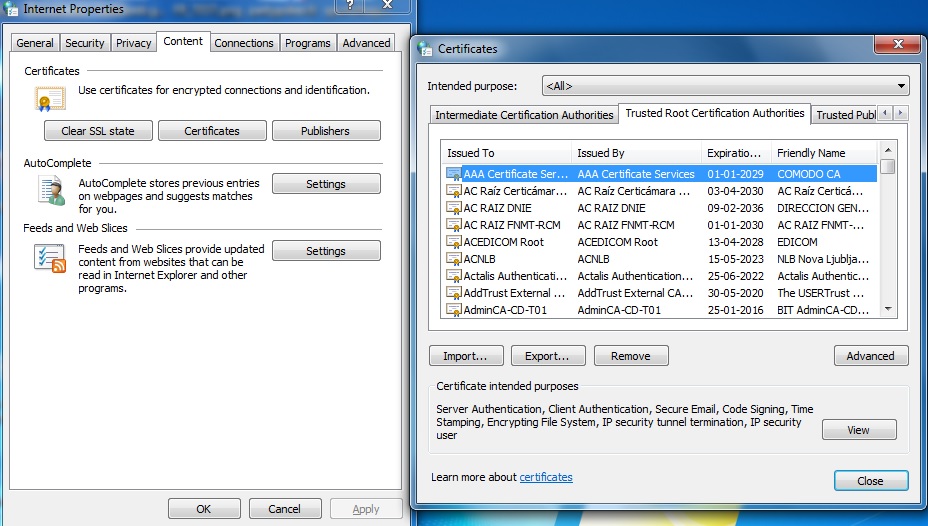 Internet Properties
?
X
General Security Privacy Content Connections Programs Advanced
Certificates
Use certificates for encrypted connections and identification.
Clear SSL state
Certificates
Publishers
AutoComplete
AutoComplete stores previous entries
on webpages and suggests matches
for you.
Settings
Feeds and Web Slices
Feeds and Web Slices provide updated
content from websites that can be
read in Internet Explorer and other
programs.
Settings
OK
Cancel
Apply
Certificates
X
Intended purpose:
<All>
Intermediate Certification Authorities Trusted Root Certification Authorities Trusted Publ
Issued To Issued By Expiratio... Friendly Name
AAA Certificate Ser... AAA Certificate Services 01-01-2029 COMODO CA
AC Raíz Certicámar... AC Raíz Certicámara ... 03-04-2030 AC Raíz Certicá...
AC RAIZ DNIE AC RAIZ DNIE 09-02-2036 DIRECCION GEN...
AC RAIZ FNMT-RCM AC RAIZ FNMT-RCM 01-01-2030 AC RAIZ FNMT-...
ACEDICOM Root ACEDICOM Root 13-04-2028 EDICOM
ACNLB ACNLB 15-05-2023 NLB Nova Ljublja...
Actalis Authenticati... Actalis Authentication... 25-06-2022 Actalis Authentic...
AddTrust External ... AddTrust External CA... 30-05-2020 The USERTrust ...
AdminCA-CD-T01 AdminCA-CD-T01 25-01-2016 BIT AdminCA-CD...
Import...
Export...
Remove
Advanced
Certificate intended purposes
Server Authentication, Client Authentication, Secure Email, Code Signing, Time
Stamping, Encrypting File System, IP security tunnel termination, IP security
user
View
Learn more about certificates
Close